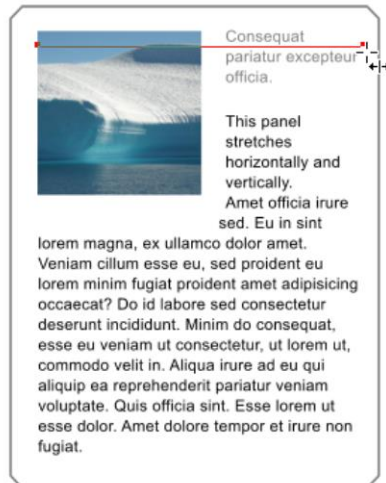 Consequat
pariatur excepteur
officia.
This panel
stretches
horizontally and
vertically.
Amet officia irure
sed. Eu in sint
lorem magna, ex ullamco dolor amet.
Veniam cillum esse eu, sed proident eu
lorem minim fugiat proident amet adipisicing
occaecat? Do id labore sed consectetur
deserunt incididunt. Minim do consequat,
esse eu veniam ut consectetur, ut lorem ut,
commodo velit in. Aliqua irure ad eu qui
aliquip ea reprehenderit pariatur veniam
voluptate. Quis officia sint. Esse lorem ut
esse dolor. Amet dolore tempor et irure non
fugiat.